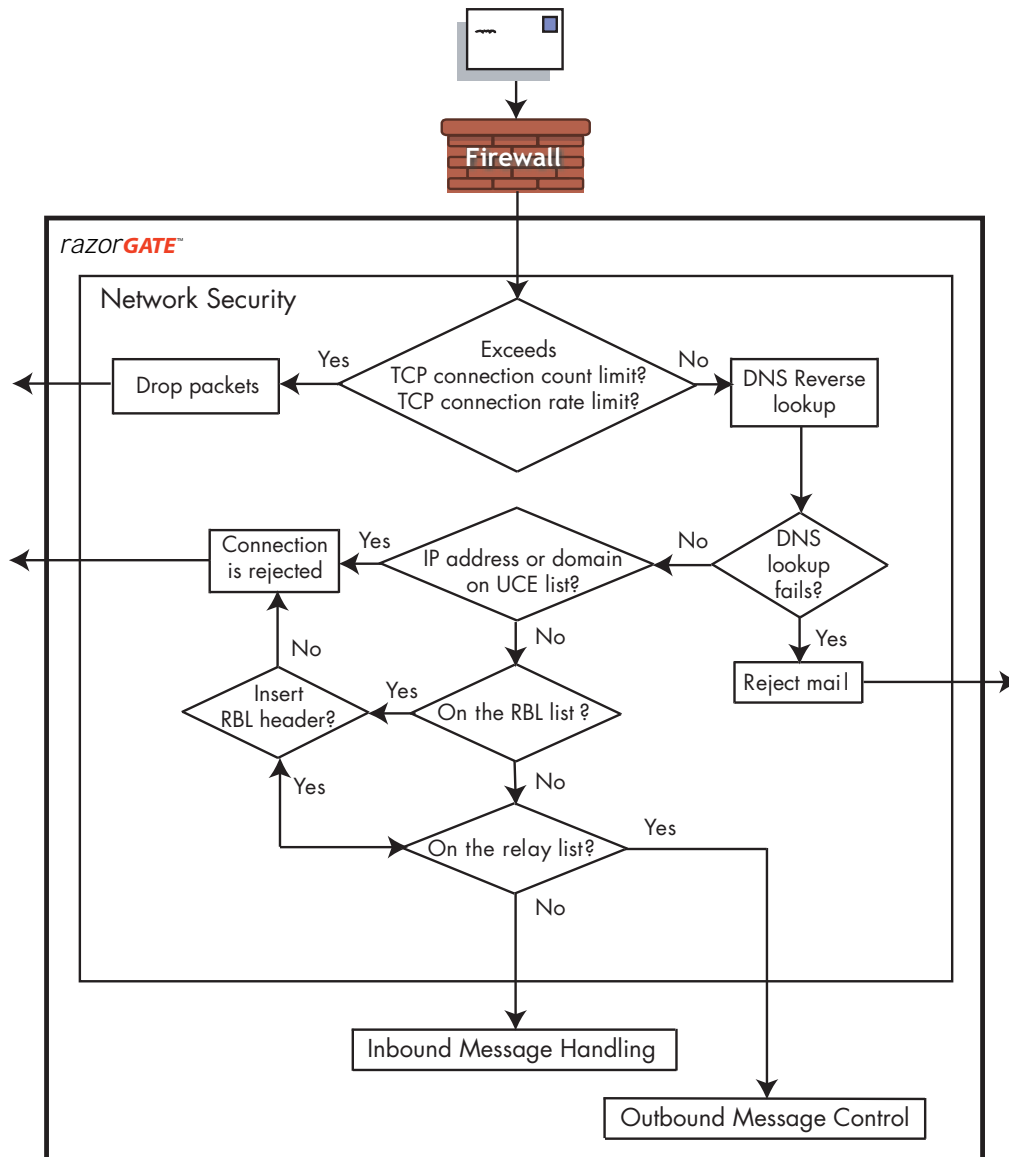 Firewall
razorGATE™
Network Security
Exceeds
TCP connection count limit?
TCP connection rate limit?
Yes
No
Drop packets
DNS Reverse
lookup
Connection
is rejected
Yes
IP address or domain
on UCE list?
No
DNS
lookup
fails?
No
No
Yes
Insert
RBL header?
Yes
On the RBL list ?
Reject mail
Yes
No
On the relay list?
Yes
No
Inbound Message Handling
Outbound Message Control